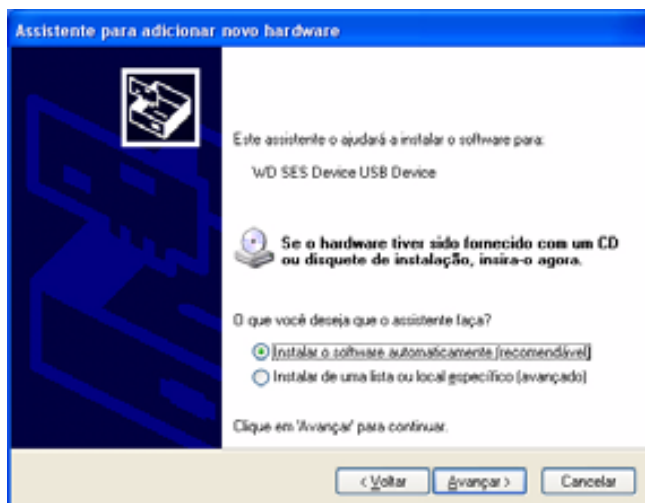 Assistente para adicionar novo hardware
Este assistente o ajudará a instalar o software para:
WD SES Device USB Device
Se o hardware tiver sido fornecido com um CD
ou disquete de instalação, insira-o agora.
O que você deseja que o assistente faça?
Instalar o software automaticamente (recomendável)
Instalar de uma lista ou local específico (avançado)
Clique em 'Avançar' para continuar.
< Voltar
Avançar >
Cancelar